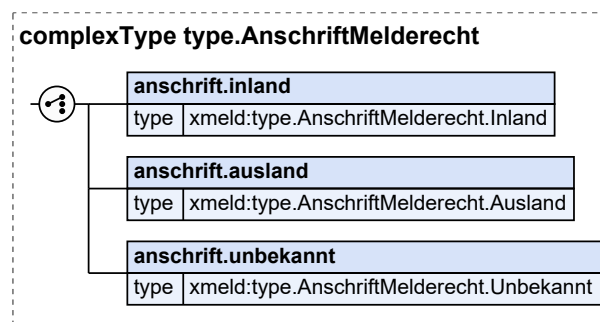 complexType type.AnschriftMelderecht
anschrift.inland
type xmeld:type.AnschriftMelderecht.Inland
anschrift.ausland
type xmeld:type.AnschriftMelderecht.Ausland
anschrift.unbekannt
type xmeld:type.AnschriftMelderecht.Unbekannt